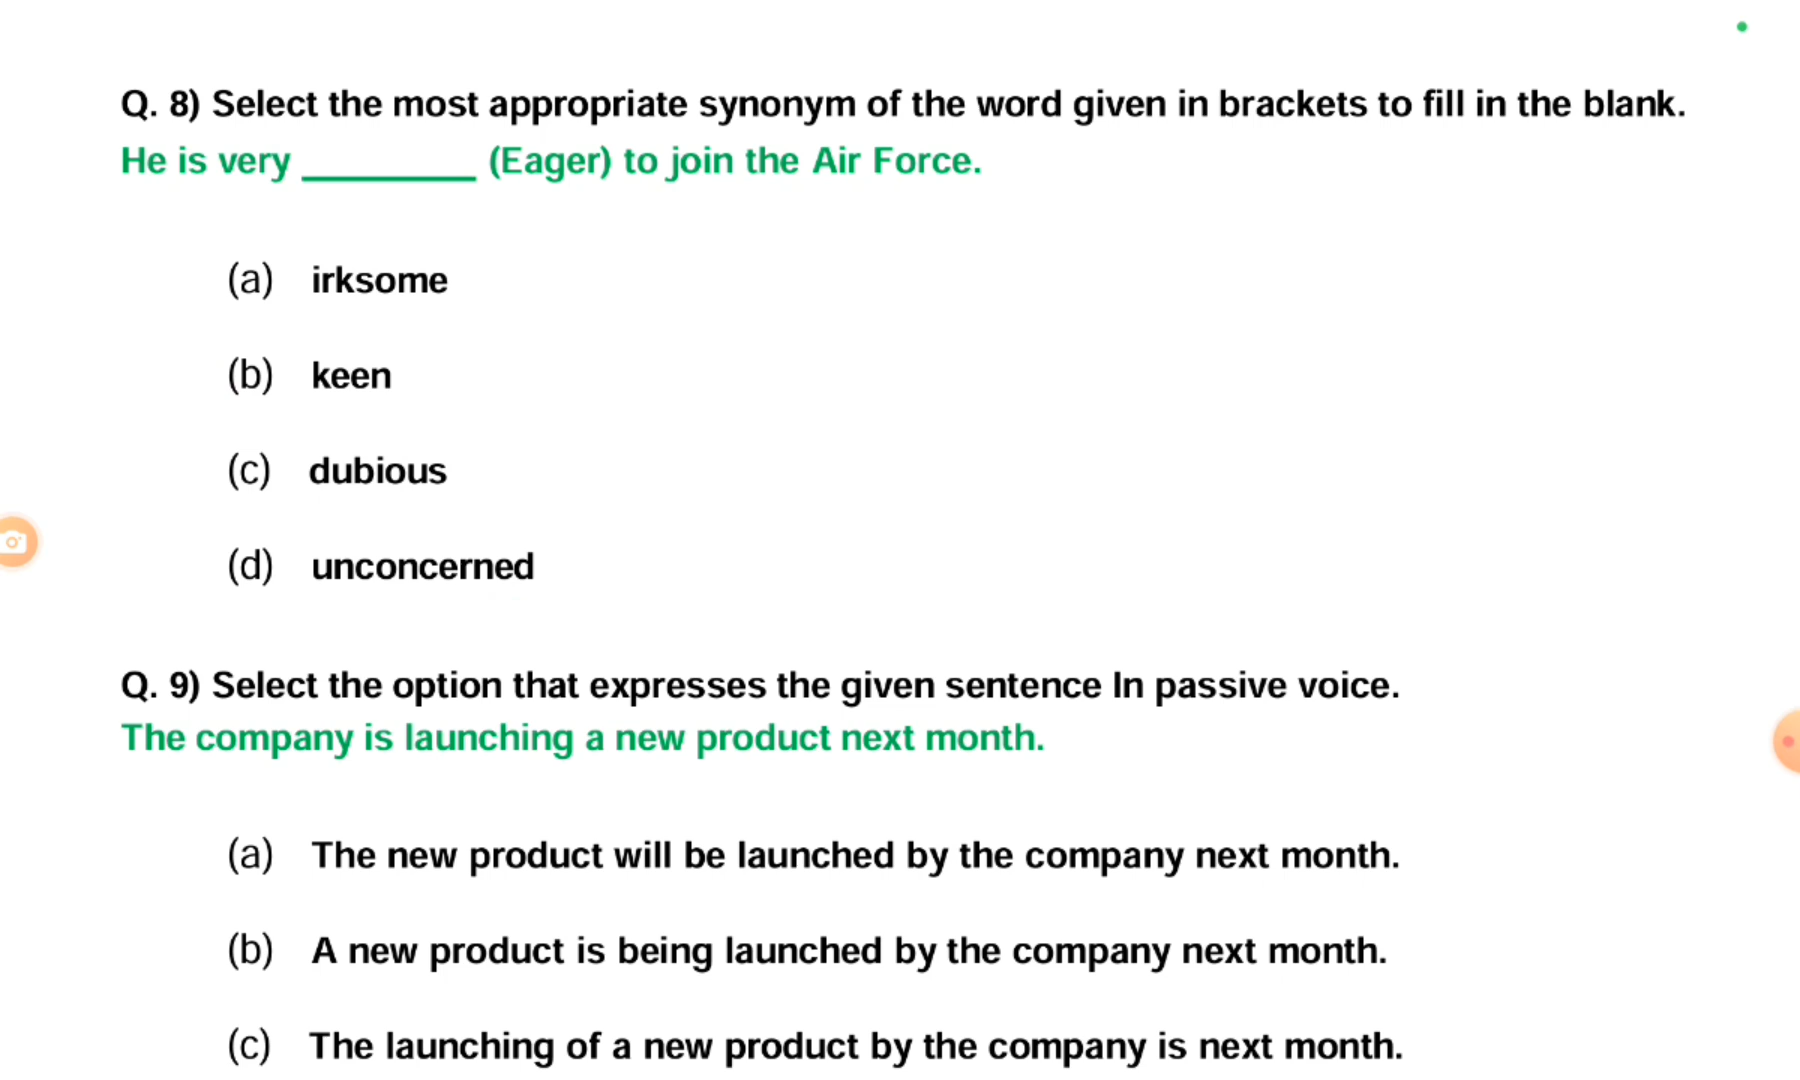 Q. 8) Select the most appropriate synonym of the word given in brackets to fill in the blank.
He is very _________ (Eager) to join the Air Force.
(a) irksome
(b) keen
(c) dubious
(d) unconcerned
Q. 9) Select the option that expresses the given sentence In passive voice.
The company is launching a new product next month.
(a) The new product will be launched by the company next month.
(b) A new product is being launched by the company next month.
(c) The launching of a new product by the company is next month.